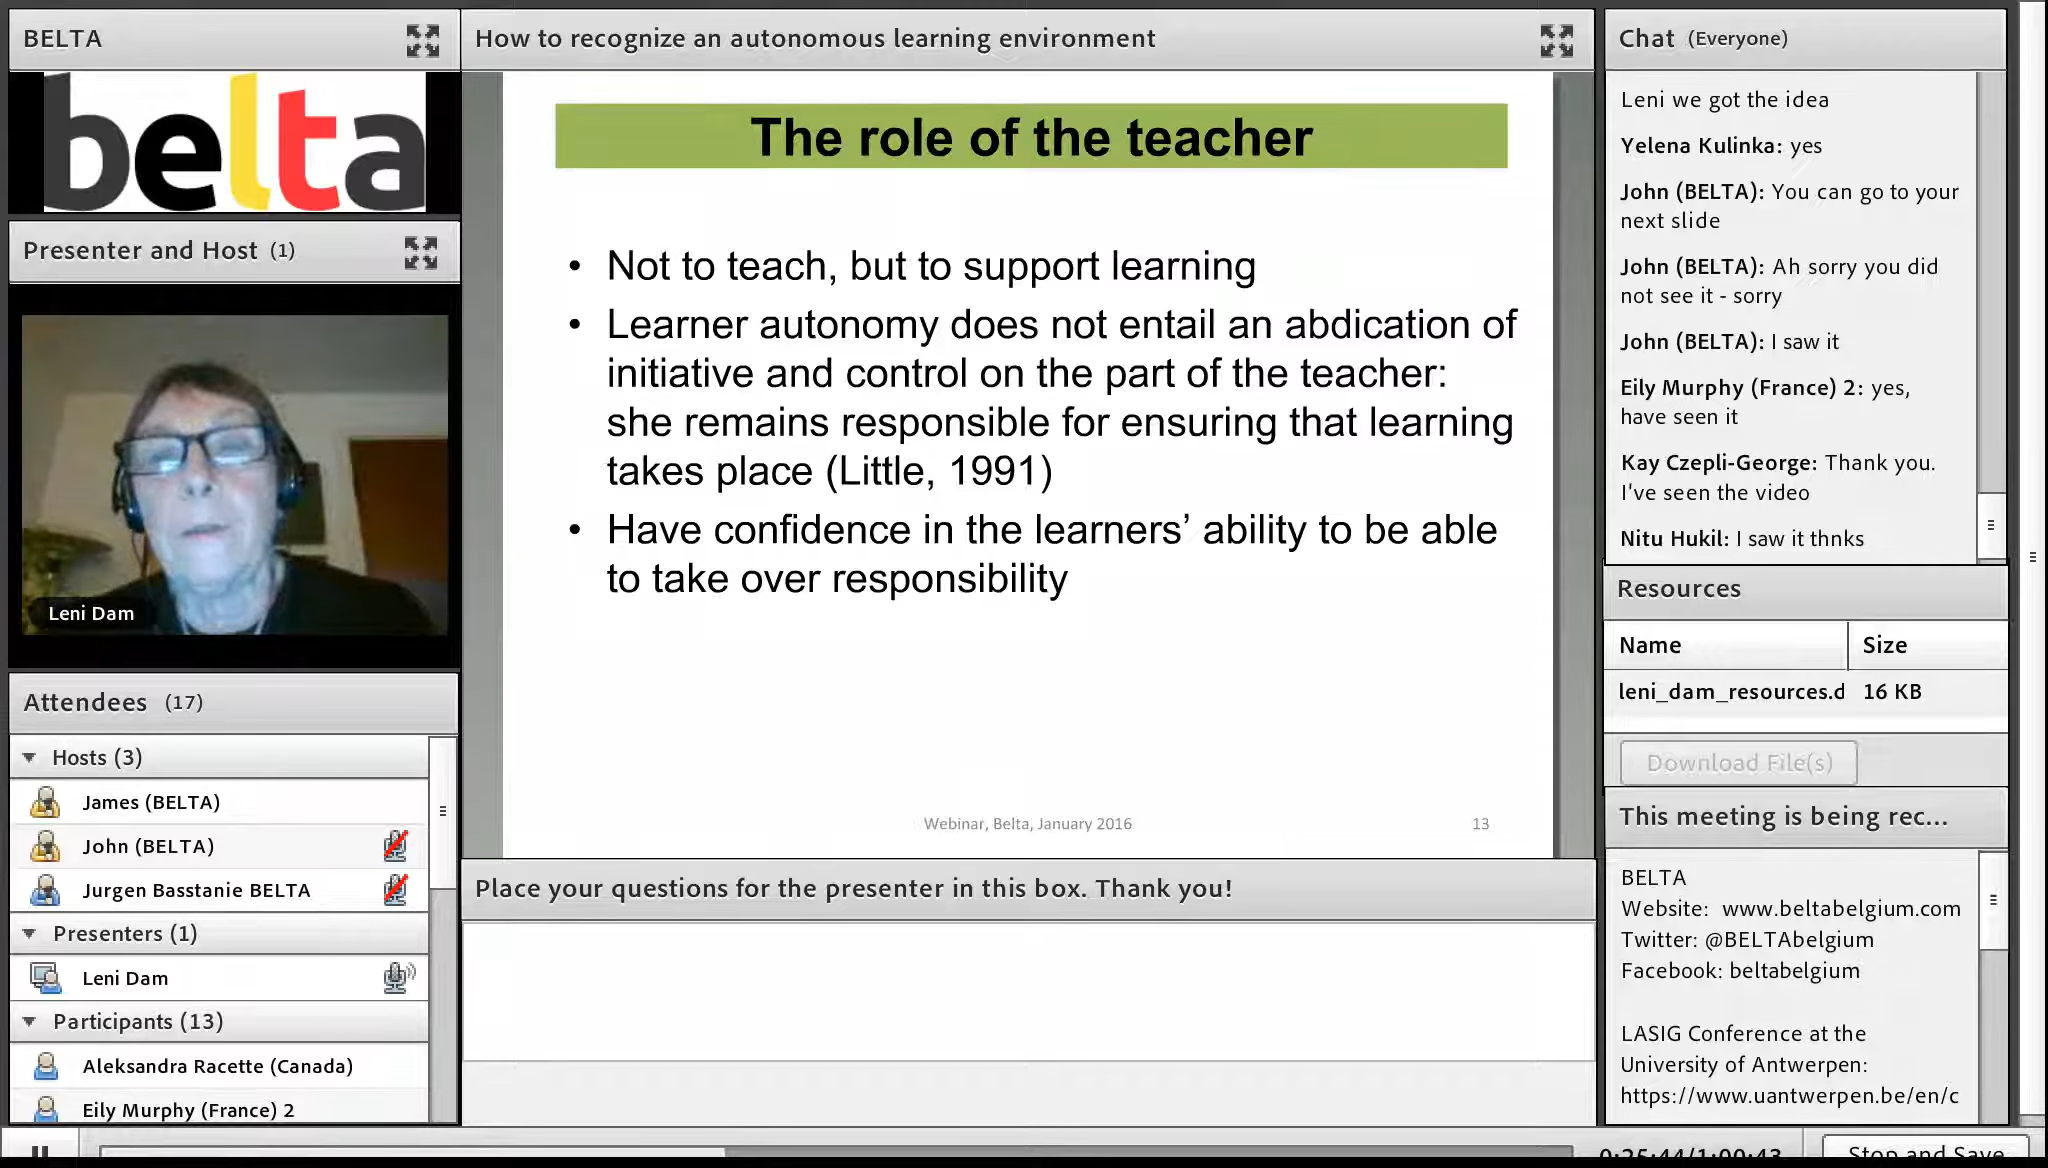 BELTA
belta
Presenter and Host (1)
Leni Dam
Attendees (17)
Hosts (3)
James (BELTA)
John (BELTA)
Jurgen Basstanie BELTA
Presenters (1)
Leni Dam
Participants (13)
Aleksandra Racette (Canada)
Eily Murphy (France) 2
How to recognize an autonomous learning environment
The role of the teacher
• Not to teach, but to support learning
• Learner autonomy does not entail an abdication of
initiative and control on the part of the teacher:
she remains responsible for ensuring that learning
takes place (Little, 1991)
• Have confidence in the learners’ ability to be able
to take over responsibility
Webinar, Belta, January 2016
13
Place your questions for the presenter in this box. Thank you!
Chat (Everyone)
Leni we got the idea
Yelena Kulinka: yes
John (BELTA): You can go to your
next slide
John (BELTA): Ah sorry you did
not see it - sorry
John (BELTA): I saw it
Eily Murphy (France) 2: yes,
have seen it
Kay Czepli-George: Thank you.
I've seen the video
Nitu Hukil: I saw it thnks
Resources
Name Size
leni_dam_resources.d 16 KB
Download File(s)
This meeting is being rec...
BELTA
Website: www.beltabelgium.com
Twitter: @BELTAbelgium
Facebook: beltabelgium
LASIG Conference at the
University of Antwerpen:
https://www.uantwerpen.be/en/c
0:25:44/1:00:43
Stop and Save